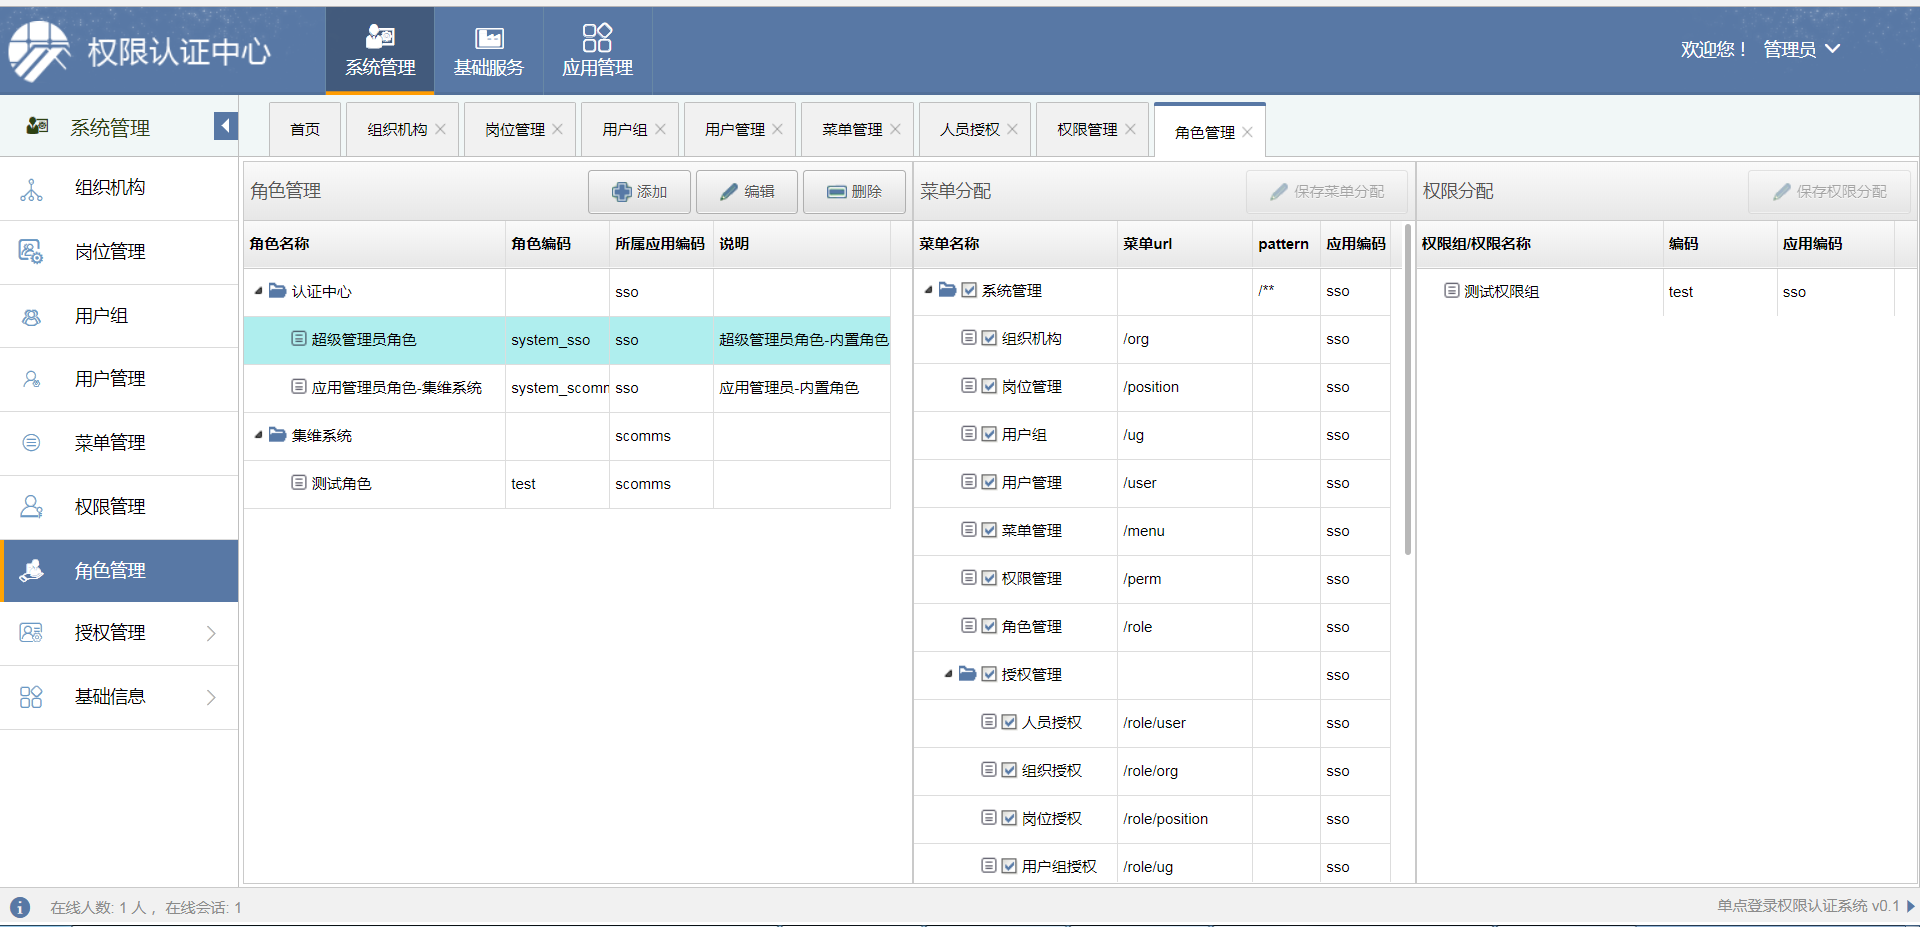 权限认证中心
系统管理
基础服务
应用管理
欢迎您！ 管理员
系统管理
首页
组织机构
岗位管理
用户组
用户管理
菜单管理
人员授权
权限管理
角色管理
组织机构
岗位管理
用户组
用户管理
菜单管理
权限管理
角色管理
授权管理
基础信息
角色管理 添加 编辑 删除
角色名称 角色编码 所属应用编码 说明
认证中心 sso
超级管理员角色 system_sso sso 超级管理员角色-内置角色
应用管理员角色-集维系统 system_scomm sso 应用管理员-内置角色
集维系统 scomms
测试角色 test scomms
菜单分配 保存菜单分配
菜单名称 菜单url pattern 应用编码
系统管理 /** sso
组织机构 /org sso
岗位管理 /position sso
用户组 /ug sso
用户管理 /user sso
菜单管理 /menu sso
权限管理 /perm sso
角色管理 /role sso
授权管理 sso
人员授权 /role/user sso
组织授权 /role/org sso
岗位授权 /role/position sso
用户组授权 /role/ug sso
权限分配 保存权限分配
权限组/权限名称 编码 应用编码
测试权限组 test sso
在线人数: 1 人， 在线会话: 1
单点登录权限认证系统 v0.1